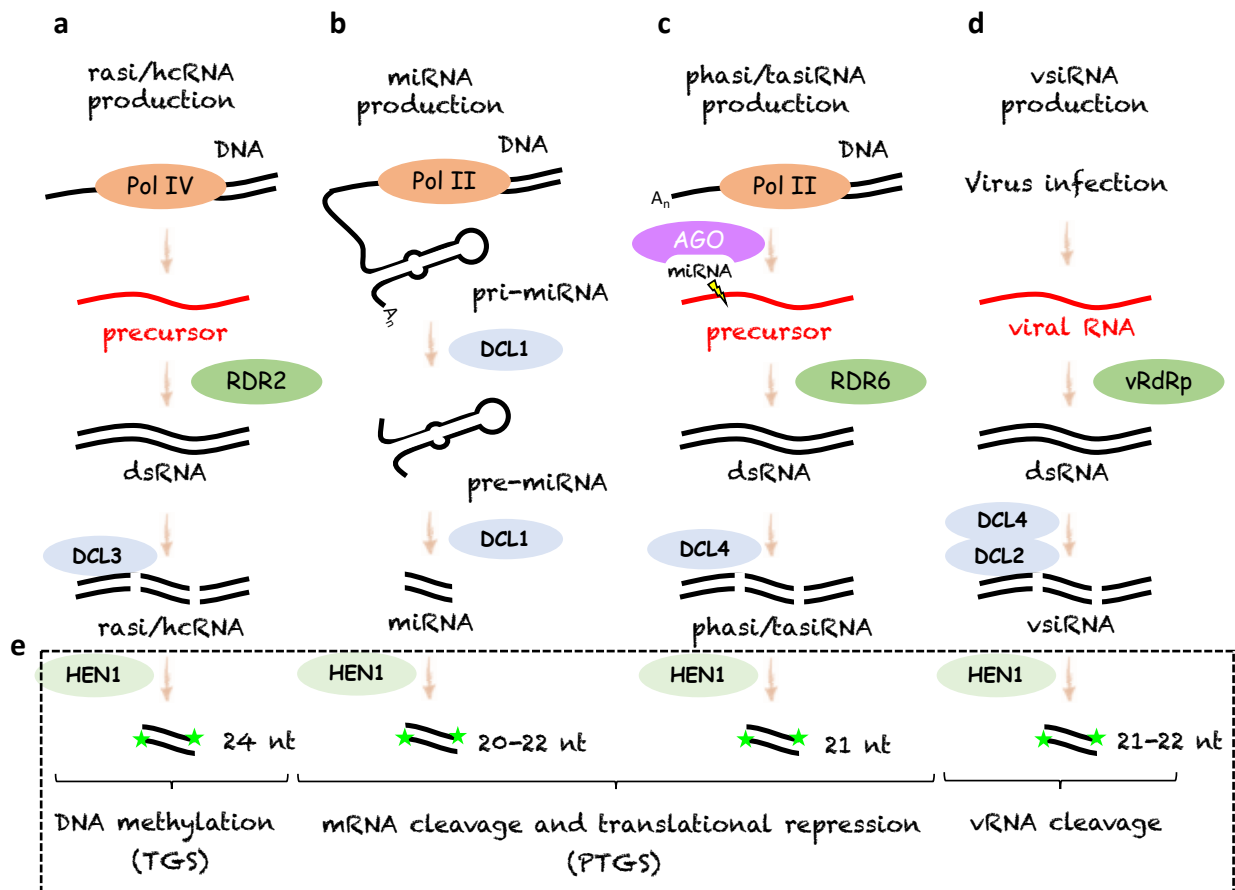 a
rasi/hcRNA
production
DNA
Pol IV
precursor
RDR2
dsRNA
DCL3
rasi/hcRNA
b
miRNA
production
DNA
Pol II
An
pri-miRNA
DCL1
pre-miRNA
DCL1
miRNA
c
phasi/tasiRNA
production
DNA
An
Pol II
AGO
miRNA
precursor
RDR6
dsRNA
DCL4
phasi/tasiRNA
d
vsiRNA
production
Virus infection
viral RNA
vRdRp
dsRNA
DCL4
DCL2
vsiRNA
e
HEN1
HEN1
HEN1
HEN1
24 nt
20-22 nt
21 nt
21-22 nt
DNA methylation
(TGS)
mRNA cleavage and translational repression
(PTGS)
vRNA cleavage